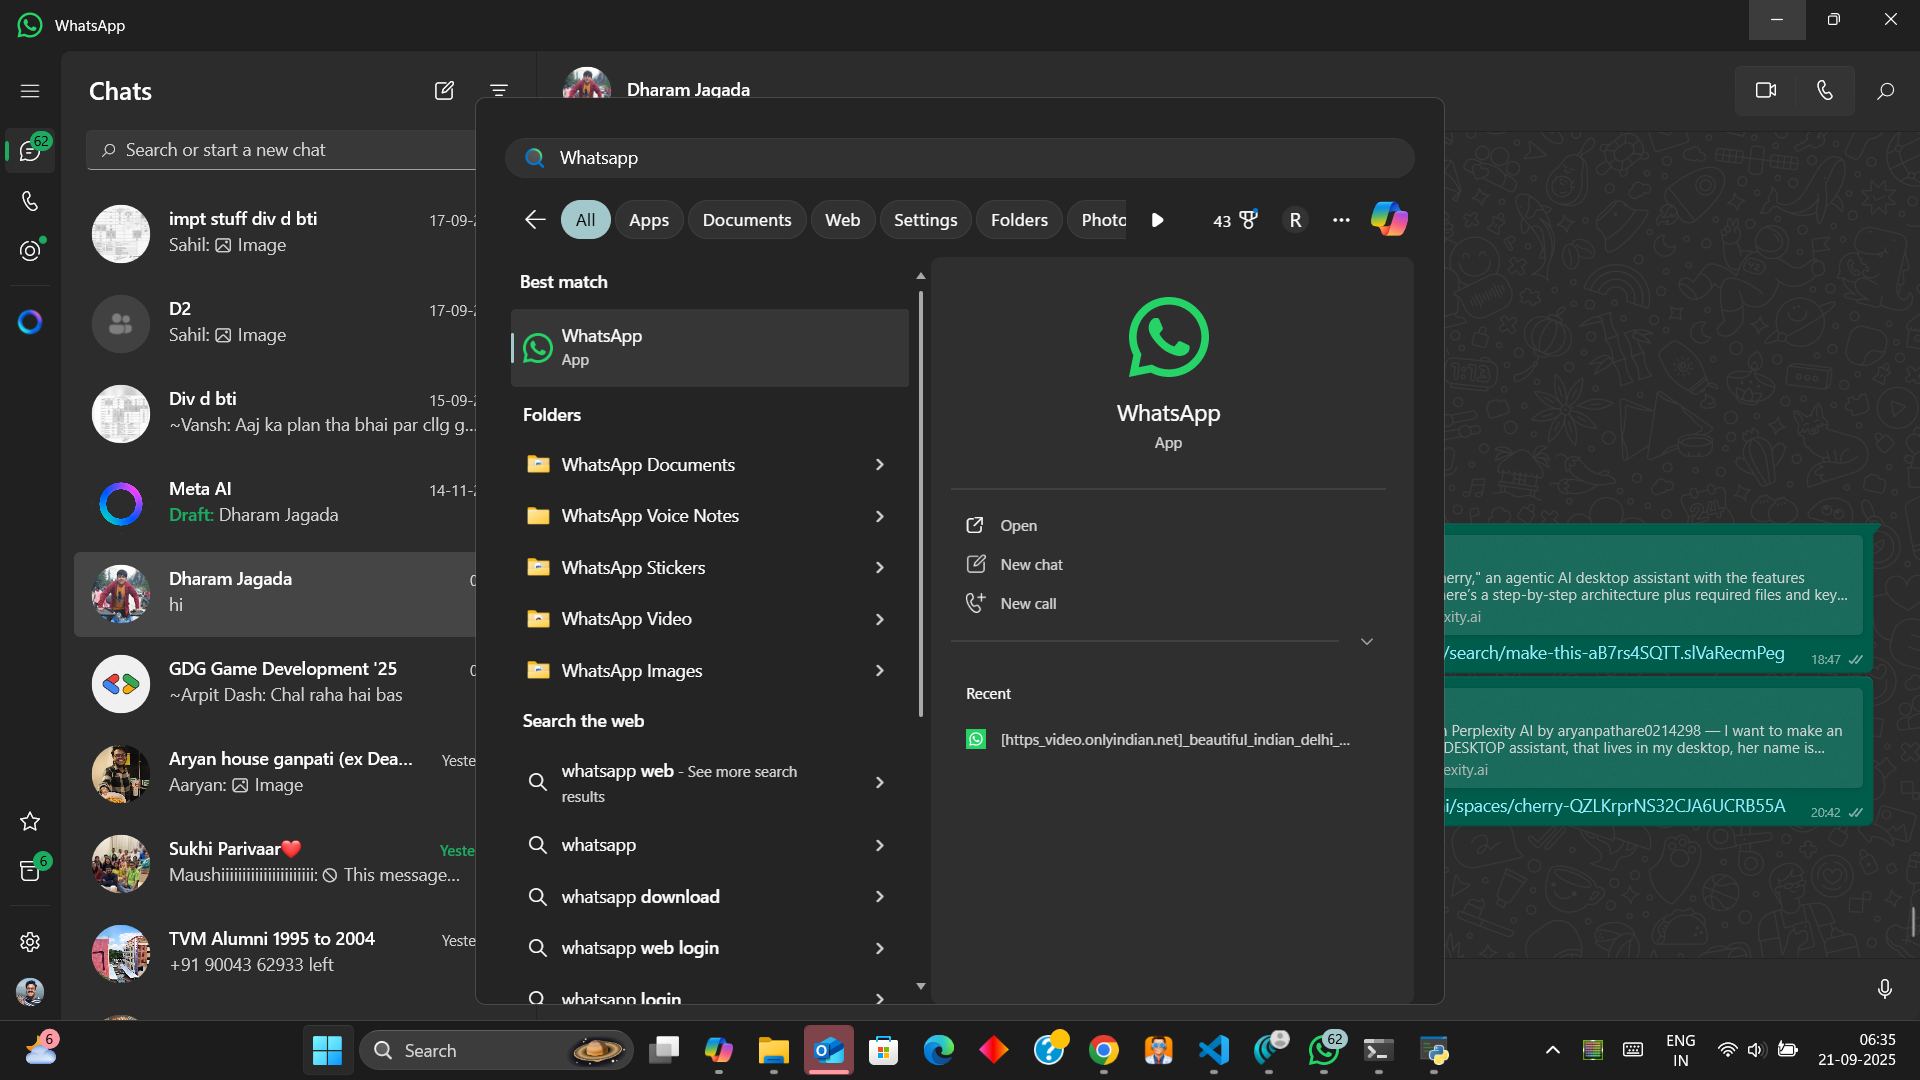 WhatsApp
Chats
62
Search or start a new chat
impt stuff div d bti
17-09-2
Sahil: Image
D2
17-09-2
Sahil: Image
Div d bti
15-09-2
~Vansh: Aaj ka plan tha bhai par cllg g...
Meta AI
14-11-2
Draft: Dharam Jagada
Dharam Jagada
0
hi
GDG Game Development '25
0
~Arpit Dash: Chal raha hai bas
Aryan house ganpati (ex Dea...
Yeste
Aaryan: Image
Sukhi Parivaar❤️
Yeste
Maushiiiiiiiiiiiiiiiiiiiiiii: This message...
TVM Alumni 1995 to 2004
Yeste
+91 90043 62933 left
6
Dharam Jagada
Whatsapp
All
Apps
Documents
Web
Settings
Folders
Photo
43
R
Best match
WhatsApp
App
Folders
WhatsApp Documents
WhatsApp Voice Notes
WhatsApp Stickers
WhatsApp Video
WhatsApp Images
Search the web
whatsapp web - See more search
results
whatsapp
whatsapp download
whatsapp web login
whatsapp login
WhatsApp
App
Open
New chat
New call
Recent
[https_video.onlyindian.net]_beautiful_indian_delhi_...
erry," an agentic AI desktop assistant with the features
here's a step-by-step architecture plus required files and key...
xity.ai
/search/make-this-aB7rs4SQTT.slVaRecmPeg
18:47
n Perplexity AI by aryanpathare0214298 — I want to make an
DESKTOP assistant, that lives in my desktop, her name is...
exity.ai
i/spaces/cherry-QZLKrprNS32CJA6UCRB55A
20:42
6
Search
62
ENG
IN
06:35
21-09-2025